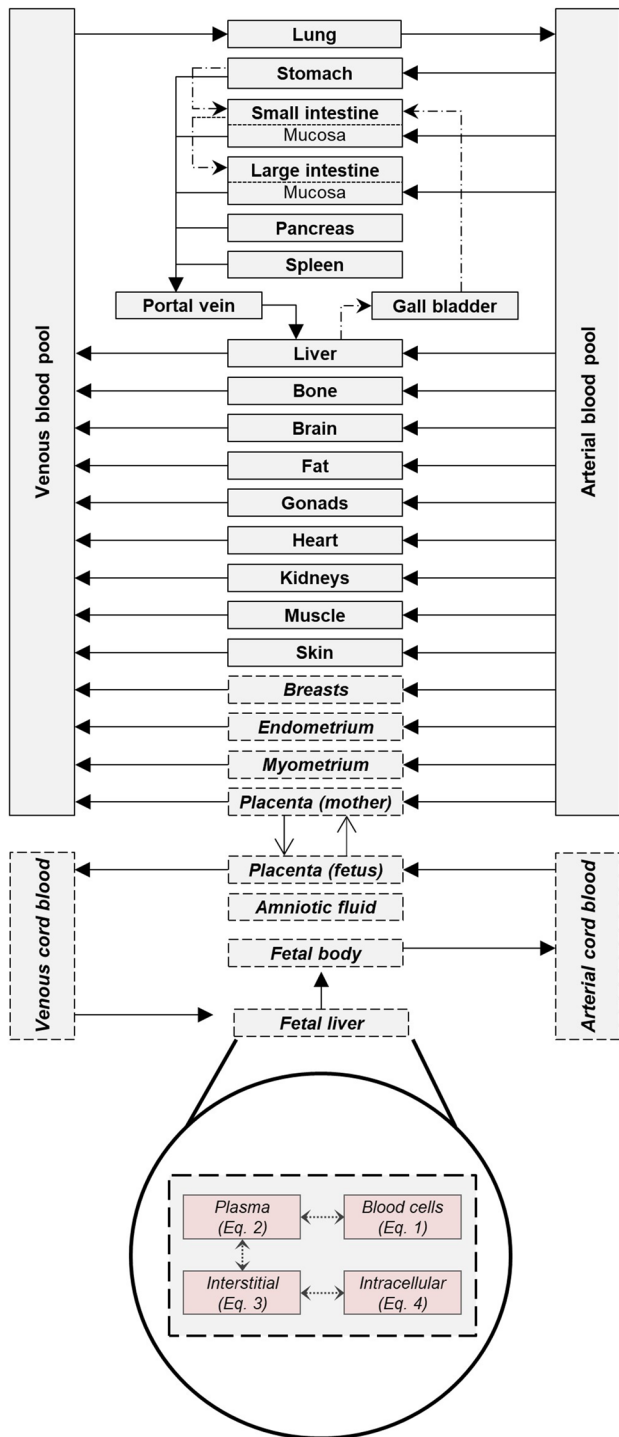 Venous blood pool
Arterial blood pool
Lung
Stomach
Small intestine
Mucosa
Large intestine
Mucosa
Pancreas
Spleen
Portal vein
Gall bladder
Liver
Bone
Brain
Fat
Gonads
Heart
Kidneys
Muscle
Skin
Breasts
Endometrium
Myometrium
Placenta (mother)
Venous cord blood
Arterial cord blood
Placenta (fetus)
Amniotic fluid
Fetal body
Fetal liver
Plasma
(Eq. 2)
Blood cells
(Eq. 1)
Interstitial
(Eq. 3)
Intracellular
(Eq. 4)